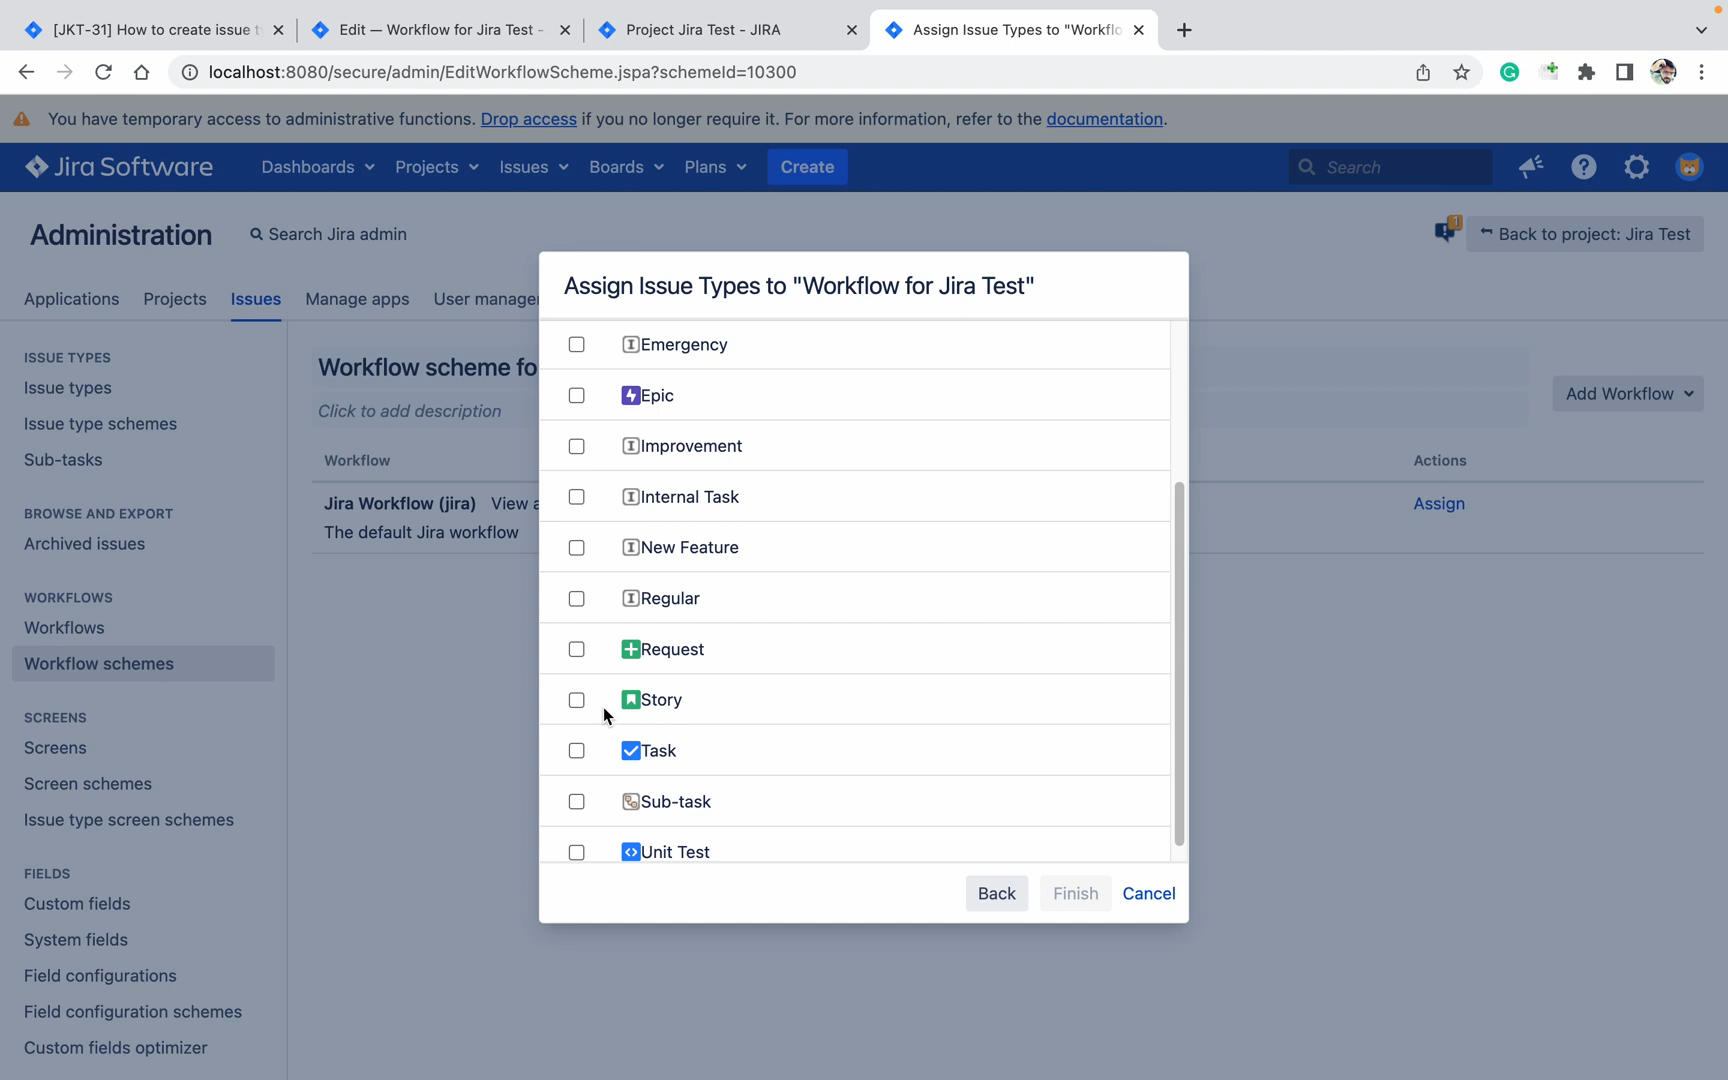 [JKT-31] How to create issue t
Edit — Workflow for Jira Test -
Project Jira Test - JIRA
Assign Issue Types to "Workflo
localhost:8080/secure/admin/EditWorkflowScheme.jspa?schemeId=10300
You have temporary access to administrative functions. Drop access if you no longer require it. For more information, refer to the documentation.
Jira Software
Dashboards
Projects
Issues
Boards
Plans
Create
Search
Administration
Search Jira admin
1
Back to project: Jira Test
Applications
Projects
Issues
Manage apps
User manage
ISSUE TYPES
Issue types
Issue type schemes
Sub-tasks
BROWSE AND EXPORT
Archived issues
WORKFLOWS
Workflows
Workflow schemes
SCREENS
Screens
Screen schemes
Issue type screen schemes
FIELDS
Custom fields
System fields
Field configurations
Field configuration schemes
Custom fields optimizer
Workflow scheme fo
Click to add description
Add Workflow
Workflow
Actions
Jira Workflow (jira) View a
Assign
The default Jira workflow
Assign Issue Types to "Workflow for Jira Test"
Emergency
Epic
Improvement
Internal Task
New Feature
Regular
Request
Story
Task
Sub-task
Unit Test
Back
Finish
Cancel